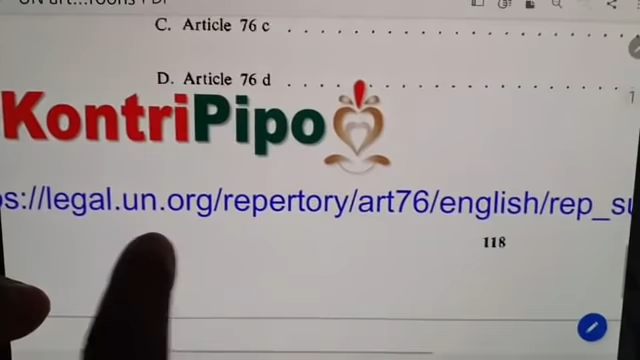 C. Article 76 c . . . . . . . . . . . . . . . . . . . .
D. Article 76 d . . . . . . . . . . . . . . . . . . . .
KontriPipo
s://legal.un.org/repertory/art76/english/rep_su
118